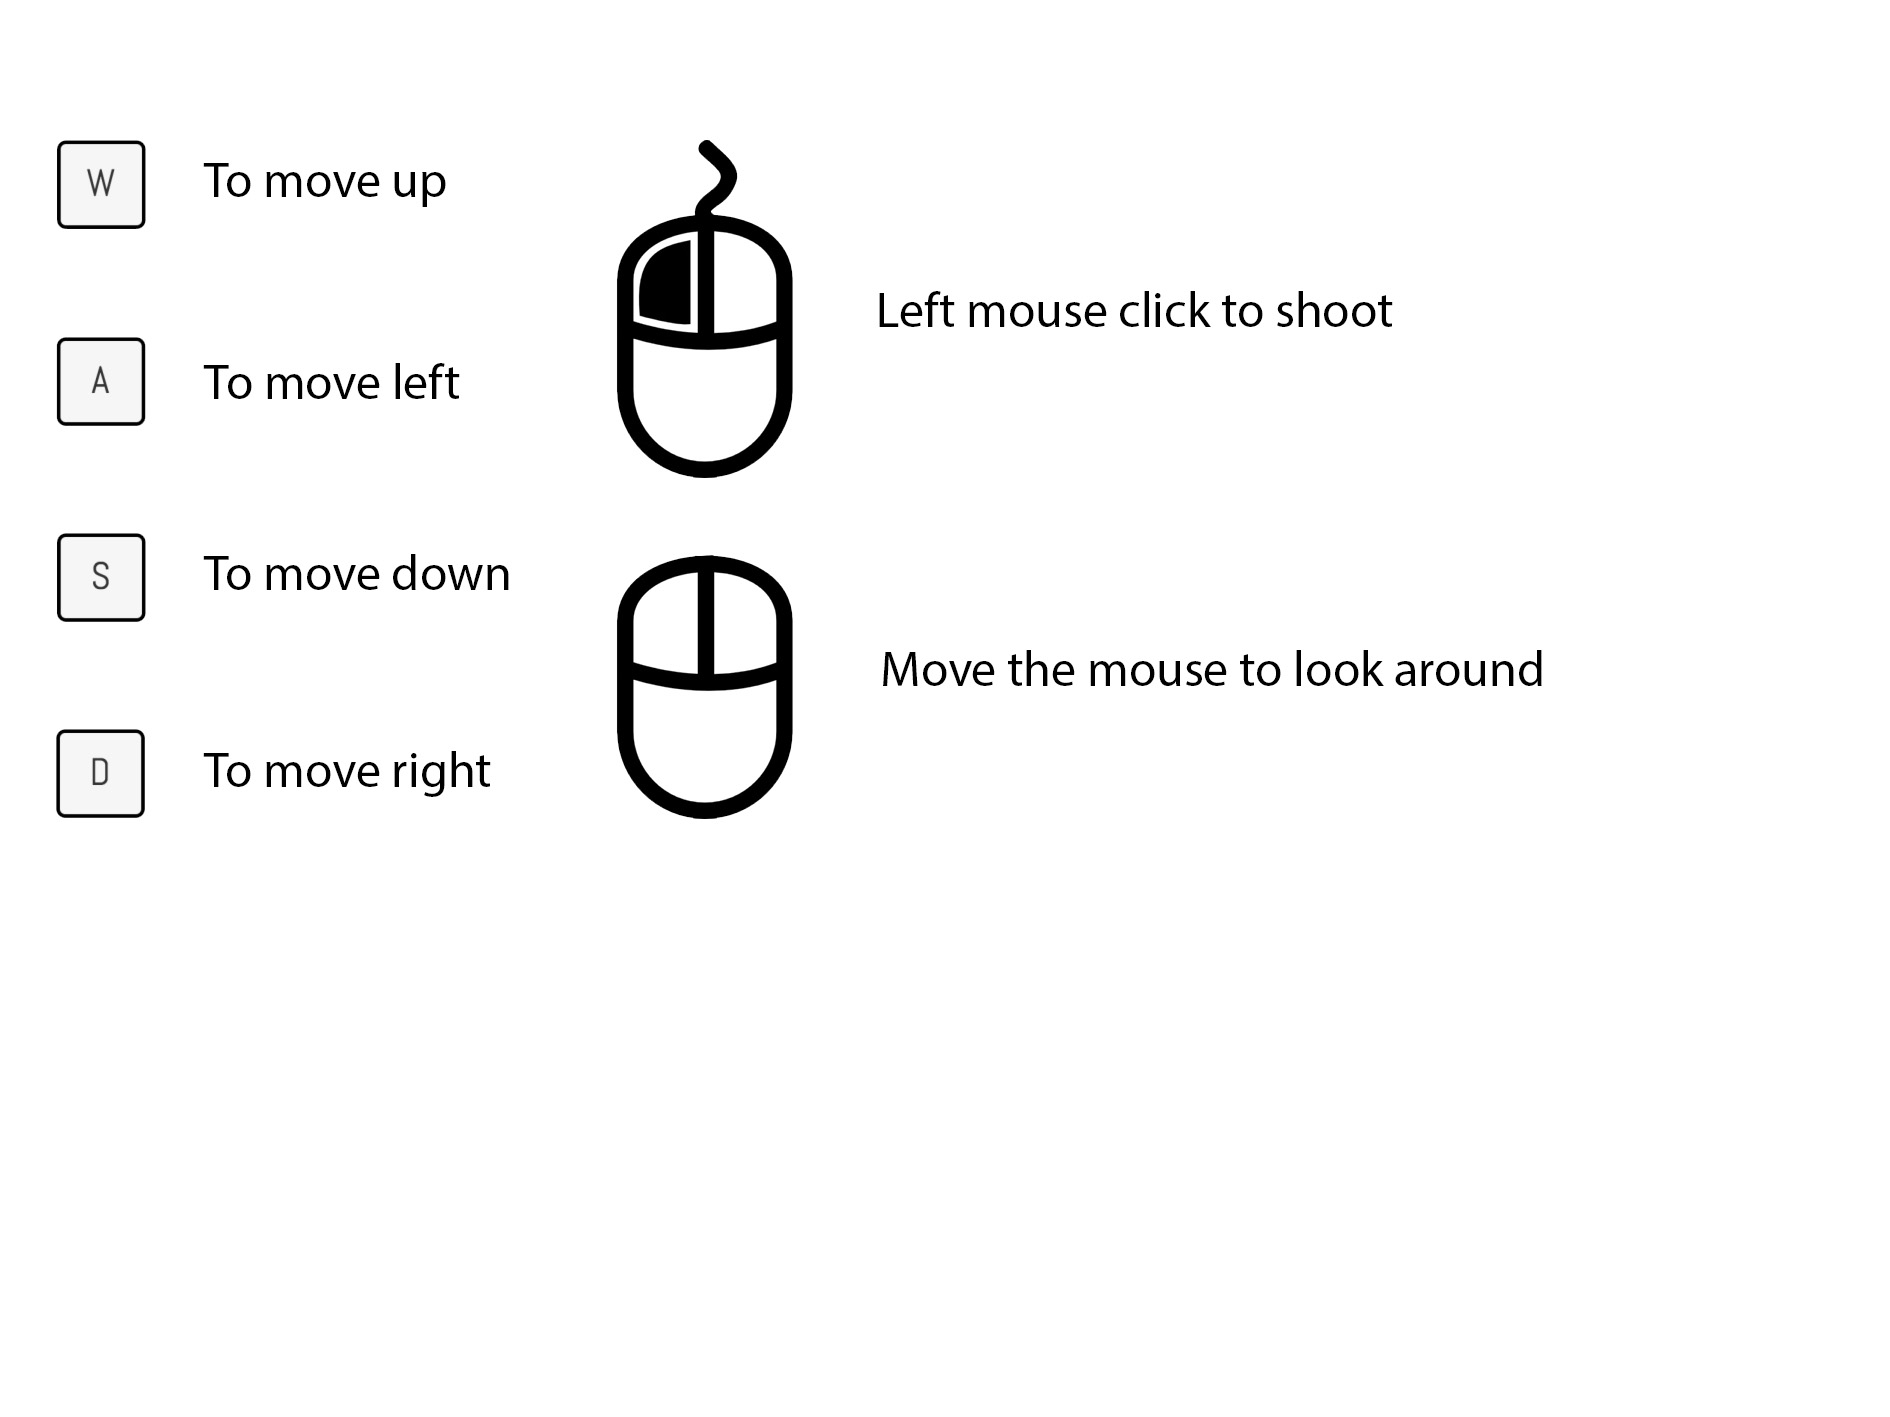 W To move up
A To move left
S To move down
D To move right
Left mouse click to shoot
Move the mouse to look around